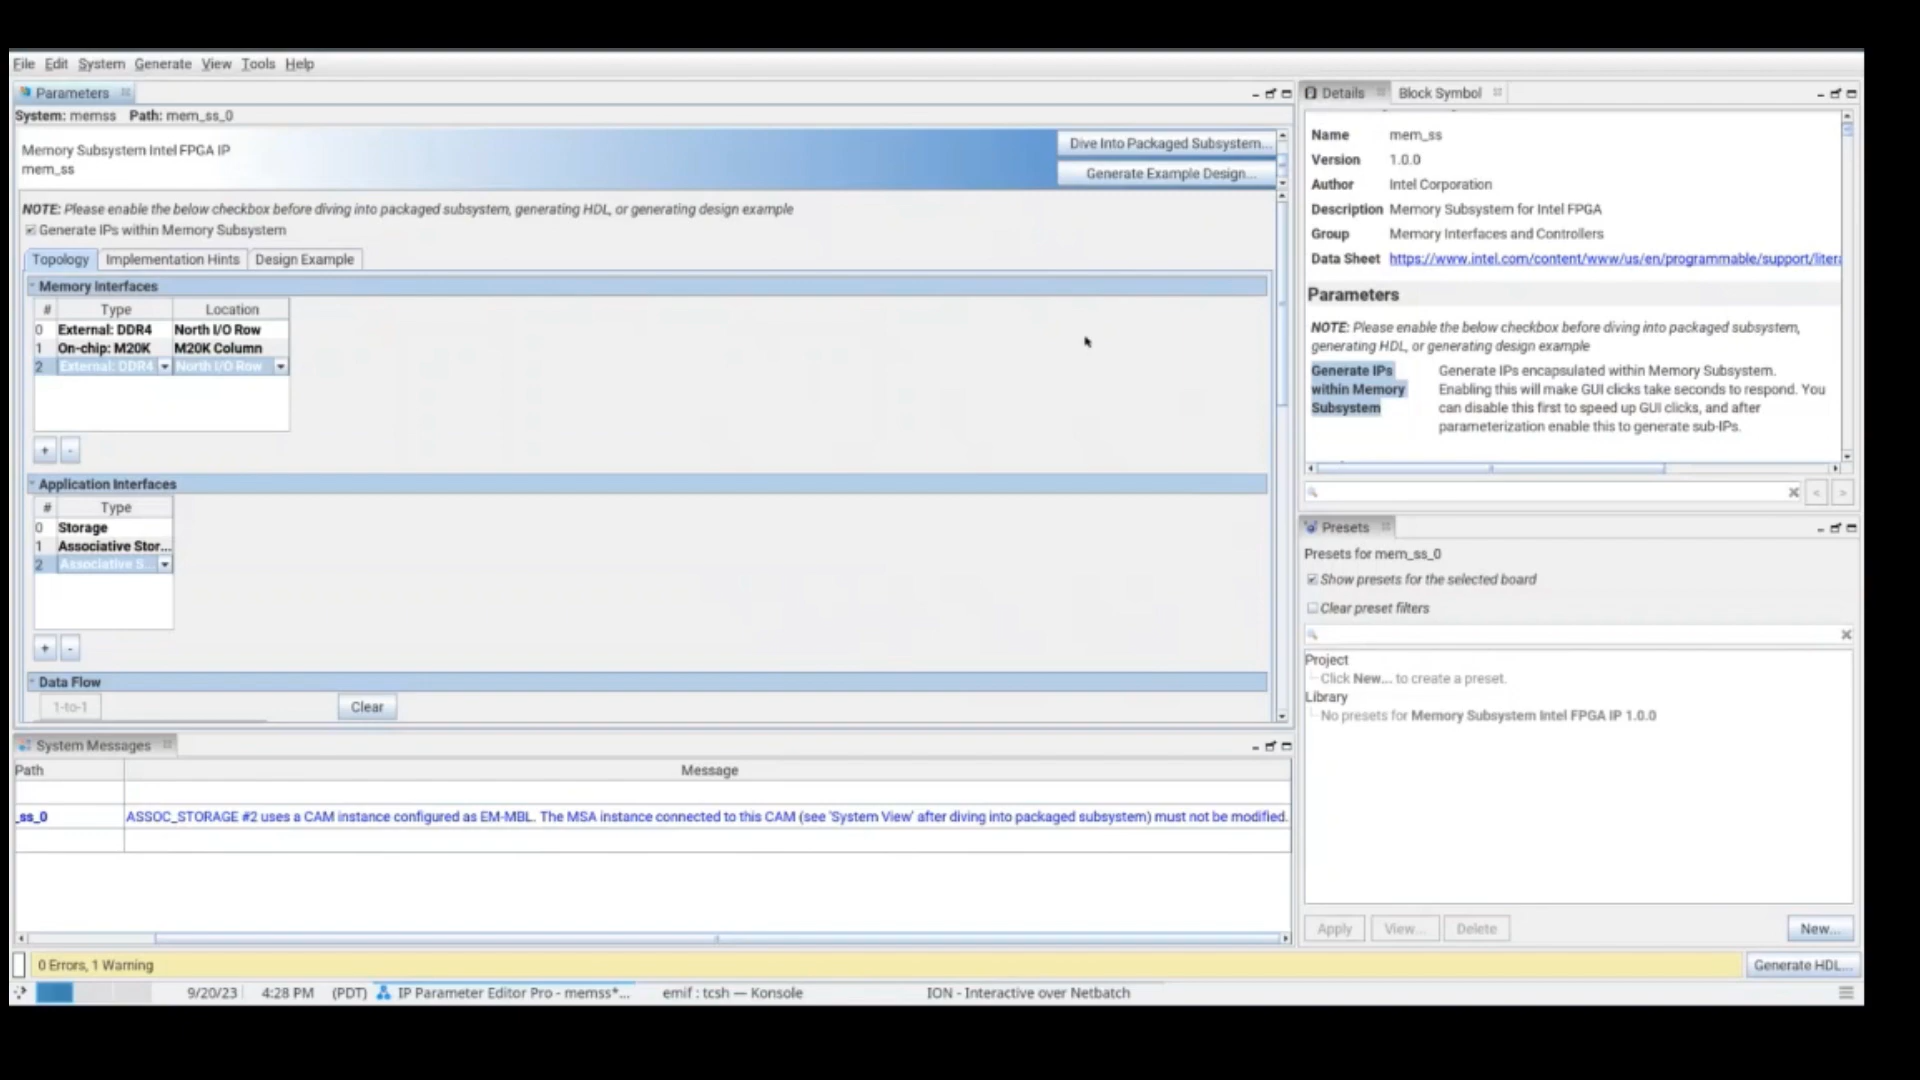 File Edit System Generate View Tools Help
Parameters
System: memss Path: mem_ss_0
Memory Subsystem Intel FPGA IP
mem_ss
Dive Into Packaged Subsystem...
Generate Example Design...
NOTE: Please enable the below checkbox before diving into packaged subsystem, generating HDL, or generating design example
Generate IPs within Memory Subsystem
Topology Implementation Hints Design Example
Memory Interfaces
# Type Location
0 External: DDR4 North I/O Row
1 On-chip: M20K M20K Column
2 External: DDR4 North I/O Row
+ -
Application Interfaces
# Type
0 Storage
1 Associative Stor...
2 Associative S...
+ -
Data Flow
1-to-1 Clear
System Messages
Path Message
_ss_0 ASSOC_STORAGE #2 uses a CAM instance configured as EM-MBL. The MSA instance connected to this CAM (see 'System View' after diving into packaged subsystem) must not be modified.
0 Errors, 1 Warning
Details Block Symbol
Name mem_ss
Version 1.0.0
Author Intel Corporation
Description Memory Subsystem for Intel FPGA
Group Memory Interfaces and Controllers
Data Sheet https://www.intel.com/content/www/us/en/programmable/support/litera
Parameters
NOTE: Please enable the below checkbox before diving into packaged subsystem,
generating HDL, or generating design example
Generate IPs Generate IPs encapsulated within Memory Subsystem.
within Memory Enabling this will make GUI clicks take seconds to respond. You
Subsystem can disable this first to speed up GUI clicks, and after
parameterization enable this to generate sub-IPs.
< >
Presets
Presets for mem_ss_0
Show presets for the selected board
Clear preset filters
Project
Click New... to create a preset.
Library
No presets for Memory Subsystem Intel FPGA IP 1.0.0
Apply View... Delete New...
Generate HDL...
9/20/23 4:28 PM (PDT) IP Parameter Editor Pro - memss*... emif : tcsh — Konsole ION - Interactive over Netbatch